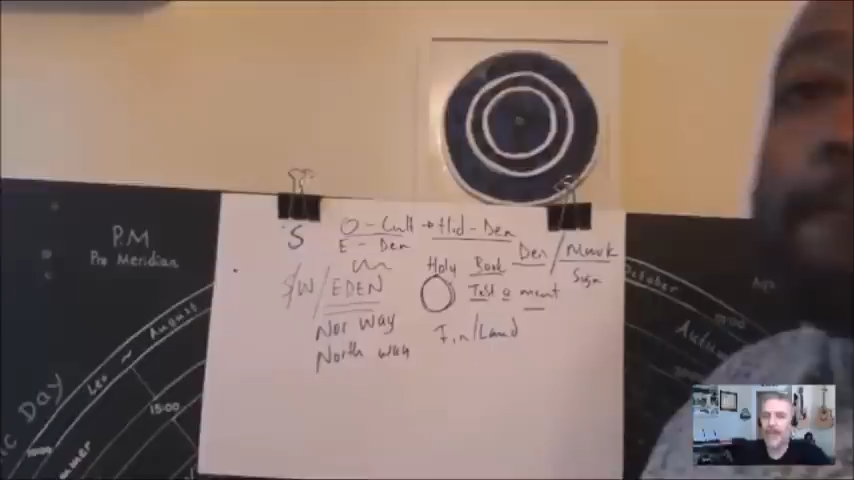 P.M
Pro Meridian
S
O-Cult → Hid-Den
E-Den
Den/Mark
Sign
Holy Book
Test a ment
S/W/EDEN
Nor Way
North way
Fin/Land
Leo ~ August
15:00
Day
October